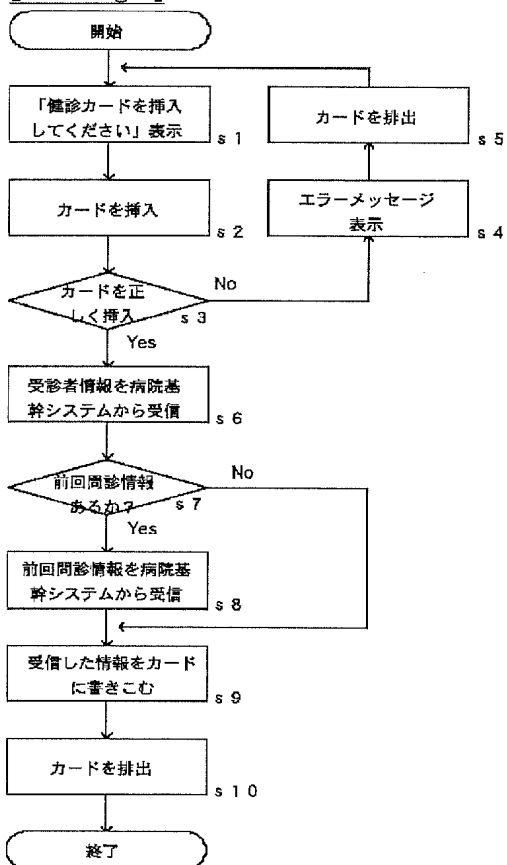 開始
「健診カードを挿入
してください」表示
s 1
カードを排出
s 5
カードを挿入
s 2
エラーメッセージ
表示
s 4
カードを正
しく挿入
s 3
No
Yes
受診者情報を病院基
幹システムから受信
s 6
前回問診情報
あるか?
s 7
No
Yes
前回問診情報を病院基
幹システムから受信
s 8
受信した情報をカード
に書きこむ
s 9
カードを排出
s 1 0
終了